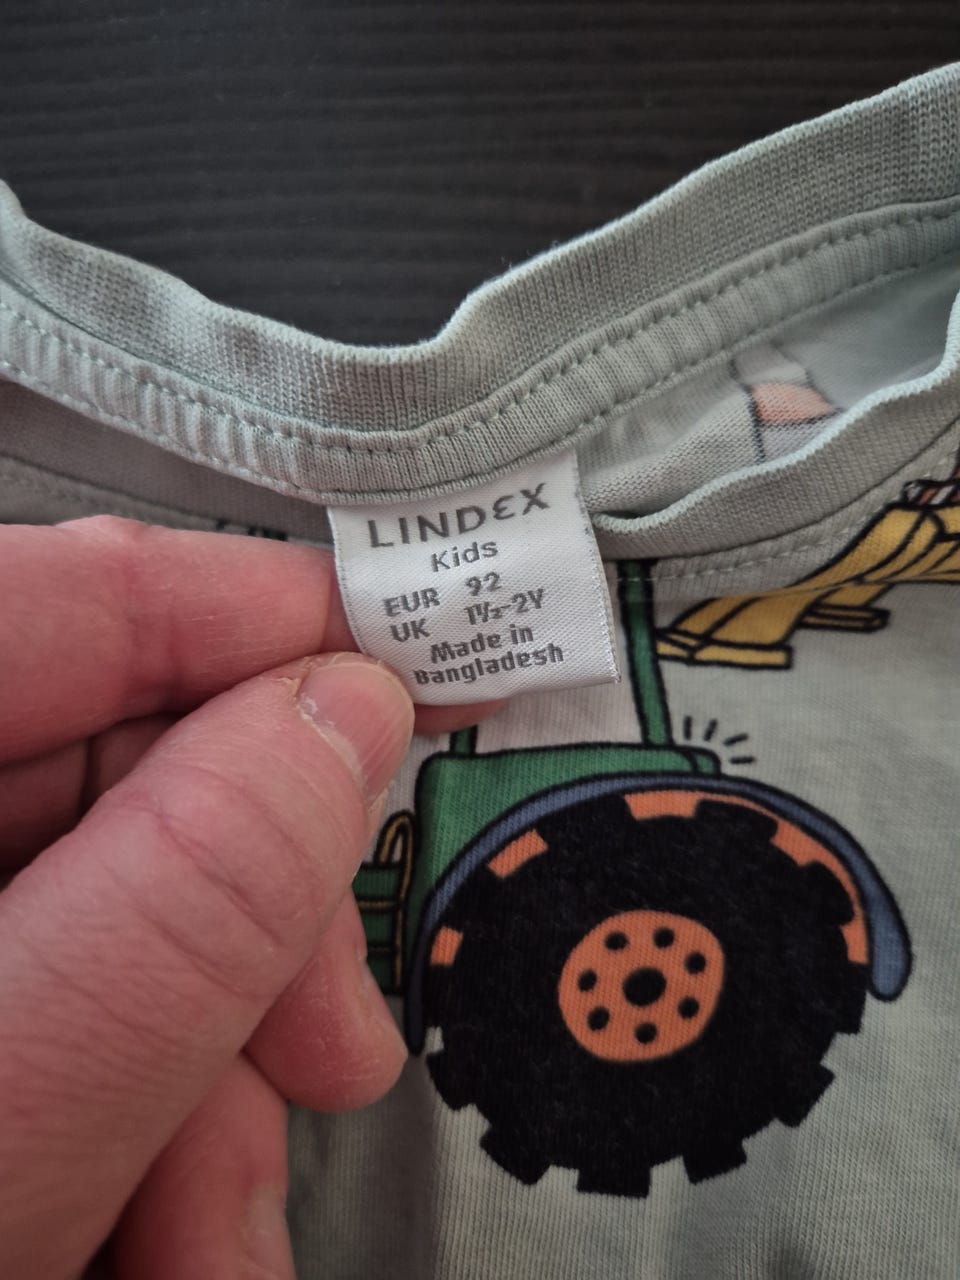 LINDEX
Kids
EUR 92
UK 1½-2Y
Made in
Bangladesh